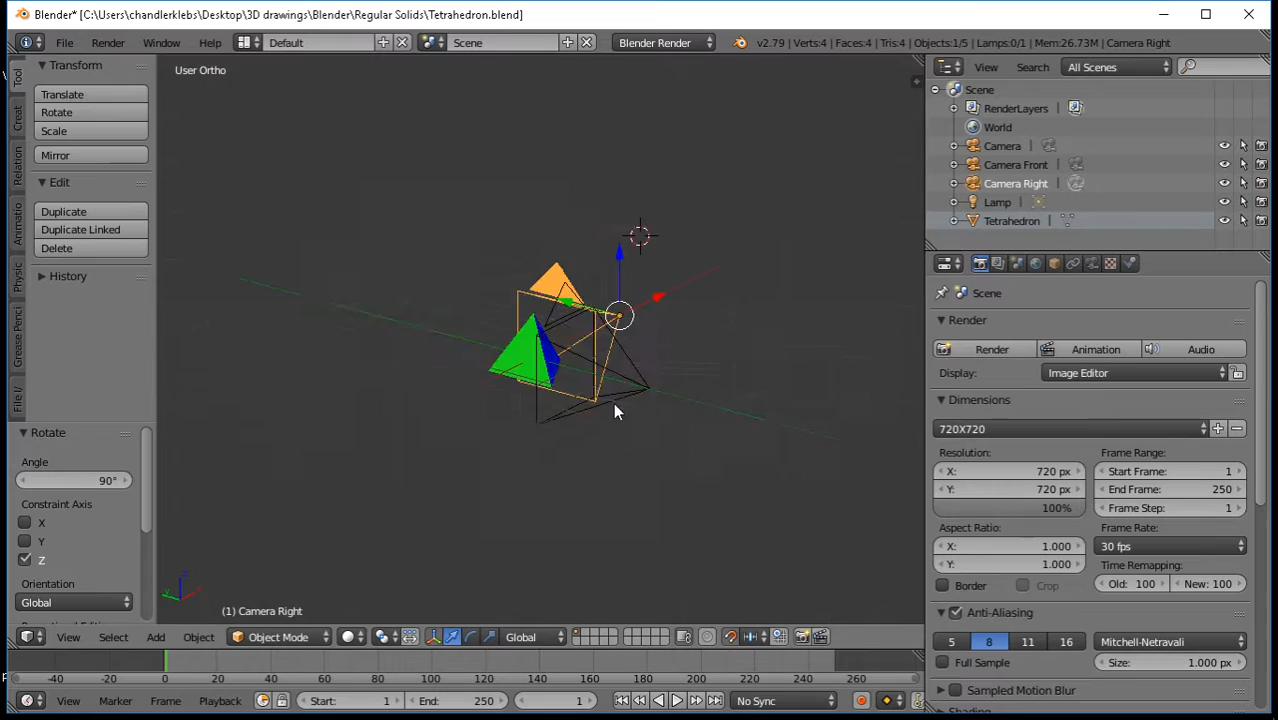 Blender* [C:\Users\chandlerklebs\Desktop\3D drawings\Blender\Regular Solids\Tetrahedron.blend]
File Render Window Help Default Scene Blender Render v2.79 | Verts:4 | Faces:4 | Tris:4 | Objects:1/5 | Lamps:0/1 | Mem:26.73M | Camera Right
Transform
Translate
Rotate
Scale
Mirror
Edit
Duplicate
Duplicate Linked
Delete
History
Tool
Creat
Relation
Animatio
Physic
Grease Penci
File I/
Rotate
Angle
90°
Constraint Axis
X
Y
Z
Orientation
Global
User Ortho
(1) Camera Right
View Select Add Object Object Mode Global
-40 -20 0 20 40 60 80 100 120 140 160 180 200 220 240 260
View Marker Frame Playback Start: 1 End: 250 1 No Sync
View Search All Scenes
Scene
RenderLayers
World
Camera
Camera Front
Camera Right
Lamp
Tetrahedron
Scene
Render
Render Animation Audio
Display: Image Editor
Dimensions
720X720
Resolution: Frame Range:
X: 720 px Start Frame: 1
Y: 720 px End Frame: 250
100% Frame Step: 1
Aspect Ratio: Frame Rate:
X: 1.000 30 fps
Y: 1.000 Time Remapping:
Border Crop Old: 100 New: 100
Anti-Aliasing
5 8 11 16 Mitchell-Netravali
Full Sample Size: 1.000 px
Sampled Motion Blur